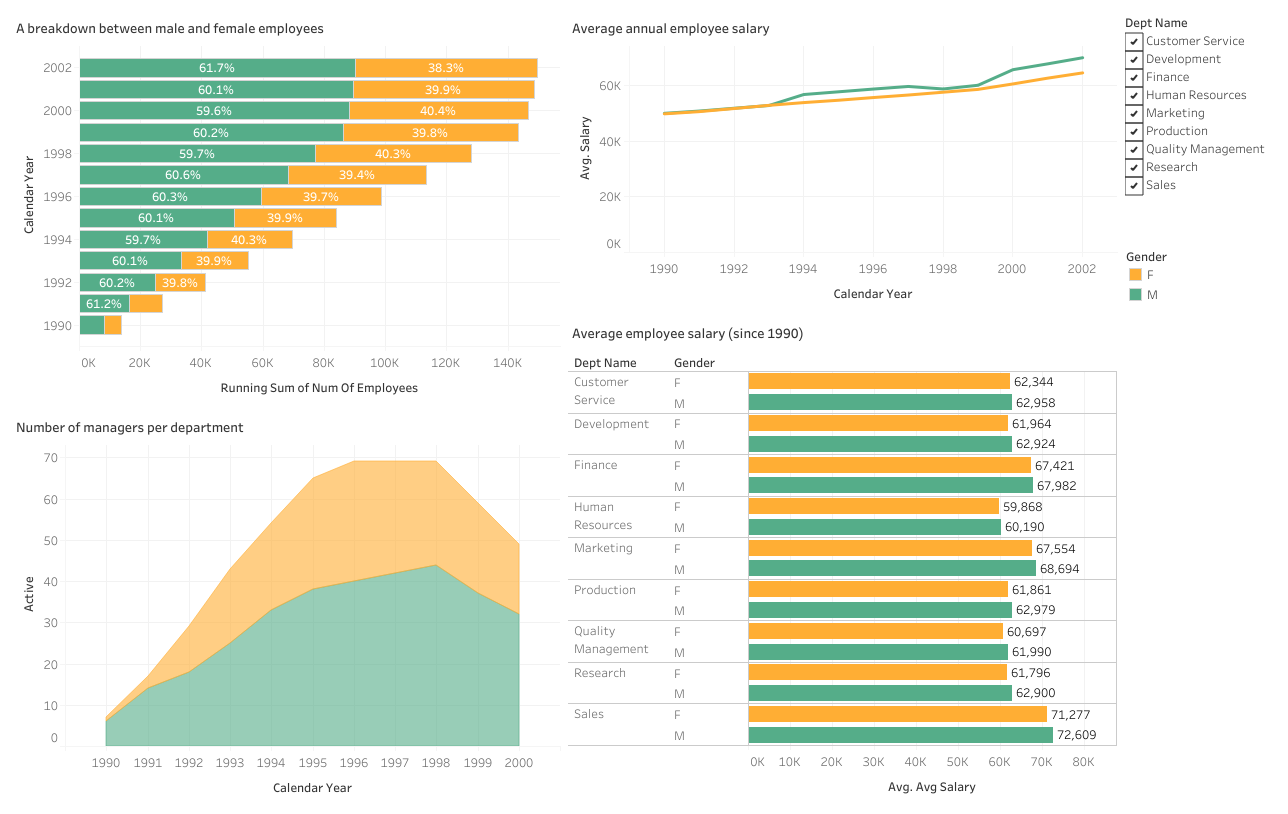 A breakdown between male and female employees
Calendar Year
2002
61.7% 38.3%
60.1% 39.9%
2000
59.6% 40.4%
60.2% 39.8%
1998
59.7% 40.3%
60.6% 39.4%
1996
60.3% 39.7%
60.1% 39.9%
1994
59.7% 40.3%
60.1% 39.9%
1992
60.2% 39.8%
61.2%
1990
0K 20K 40K 60K 80K 100K 120K 140K
Running Sum of Num Of Employees
Average annual employee salary
Avg. Salary
60K
40K
20K
0K
1990 1992 1994 1996 1998 2000 2002
Calendar Year
Dept Name
Customer Service
Development
Finance
Human Resources
Marketing
Production
Quality Management
Research
Sales
Gender
F
M
Number of managers per department
Active
70
60
50
40
30
20
10
0
1990 1991 1992 1993 1994 1995 1996 1997 1998 1999 2000
Calendar Year
Average employee salary (since 1990)
Dept Name Gender
Customer F 62,344
Service M 62,958
Development F 61,964
M 62,924
Finance F 67,421
M 67,982
Human F 59,868
Resources M 60,190
Marketing F 67,554
M 68,694
Production F 61,861
M 62,979
Quality F 60,697
Management M 61,990
Research F 61,796
M 62,900
Sales F 71,277
M 72,609
0K 10K 20K 30K 40K 50K 60K 70K 80K
Avg. Avg Salary